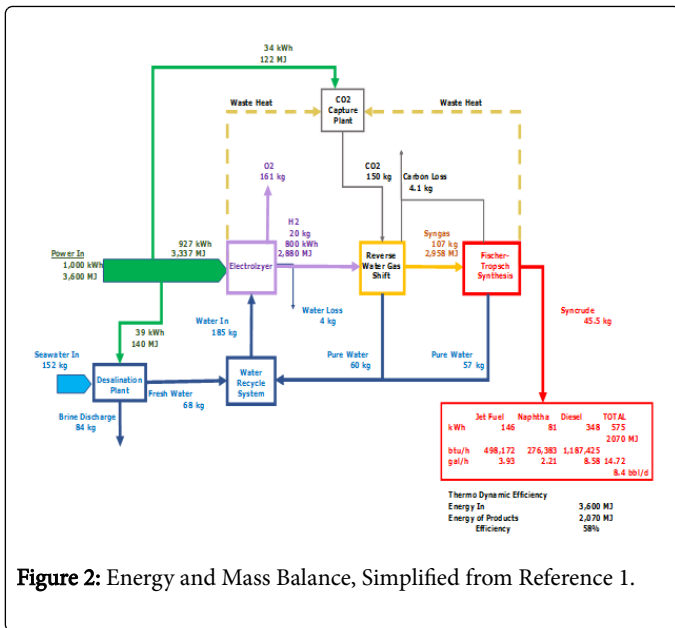 34 kWh
122 MJ
Waste Heat
CO2
Capture
Plant
Waste Heat
O2
161 kg
CO2
150 kg
Carbon Loss
4.1 kg
H2
20 kg
800 kWh
2,880 MJ
Syngas
107 kg
2,958 MJ
Power In
1,000 kWh
3,600 MJ
927 kWh
3,337 MJ
Electrolzyer
Reverse
Water Gas
Shift
Fischer-
Tropsch
Synthesis
Water Loss
4 kg
39 kWh
140 MJ
Water In
185 kg
Syncrude
45.5 kg
Seawater In
152 kg
Desalination
Plant
Fresh Water
68 kg
Water
Recycle
System
Pure Water
60 kg
Pure Water
57 kg
Brine Discharge
84 kg
Jet Fuel Naphtha Diesel TOTAL
kWh 146 81 348 575
2070 MJ
btu/h 498,172 276,383 1,187,425
gal/h 3.93 2.21 8.58 14.72
8.4 bbl/d
Thermo Dynamic Efficiency
Energy In 3,600 MJ
Energy of Products 2,070 MJ
Efficiency 58%
Figure 2: Energy and Mass Balance, Simplified from Reference 1.